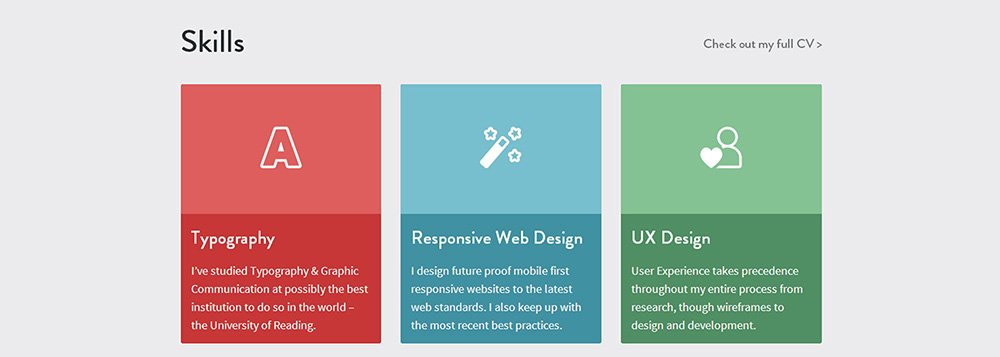 Skills
Check out my full CV >
A
Typography
I've studied Typography & Graphic
Communication at possibly the best
institution to do so in the world –
the University of Reading.
Responsive Web Design
I design future proof mobile first
responsive websites to the latest
web standards. I also keep up with
the most recent best practices.
UX Design
User Experience takes precedence
throughout my entire process from
research, though wireframes to
design and development.